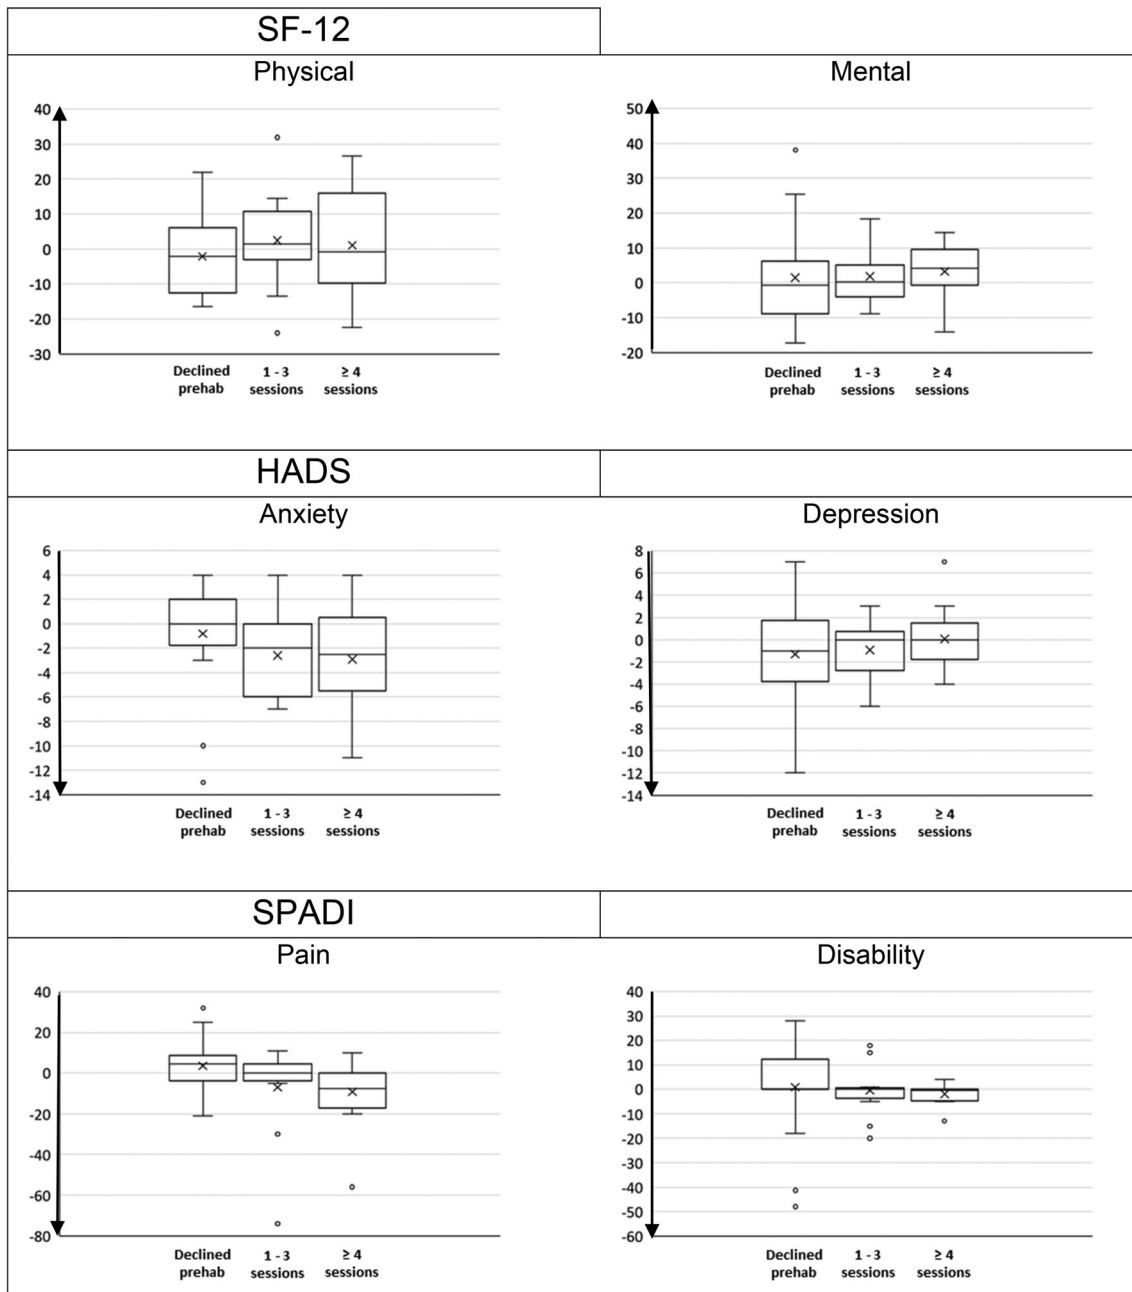 SF-12
Physical
40
30
20
10
0
-10
-20
-30
Declined prehab
1 - 3 sessions
≥ 4 sessions
Mental
50
40
30
20
10
0
-10
-20
Declined prehab
1 - 3 sessions
≥ 4 sessions
HADS
Anxiety
6
4
2
0
-2
-4
-6
-8
-10
-12
-14
Declined prehab
1 - 3 sessions
≥ 4 sessions
Depression
8
6
4
2
0
-2
-4
-6
-8
-10
-12
-14
Declined prehab
1 - 3 sessions
≥ 4 sessions
SPADI
Pain
40
20
0
-20
-40
-60
-80
Declined prehab
1 - 3 sessions
≥ 4 sessions
Disability
40
30
20
10
0
-10
-20
-30
-40
-50
-60
Declined prehab
1 - 3 sessions
≥ 4 sessions